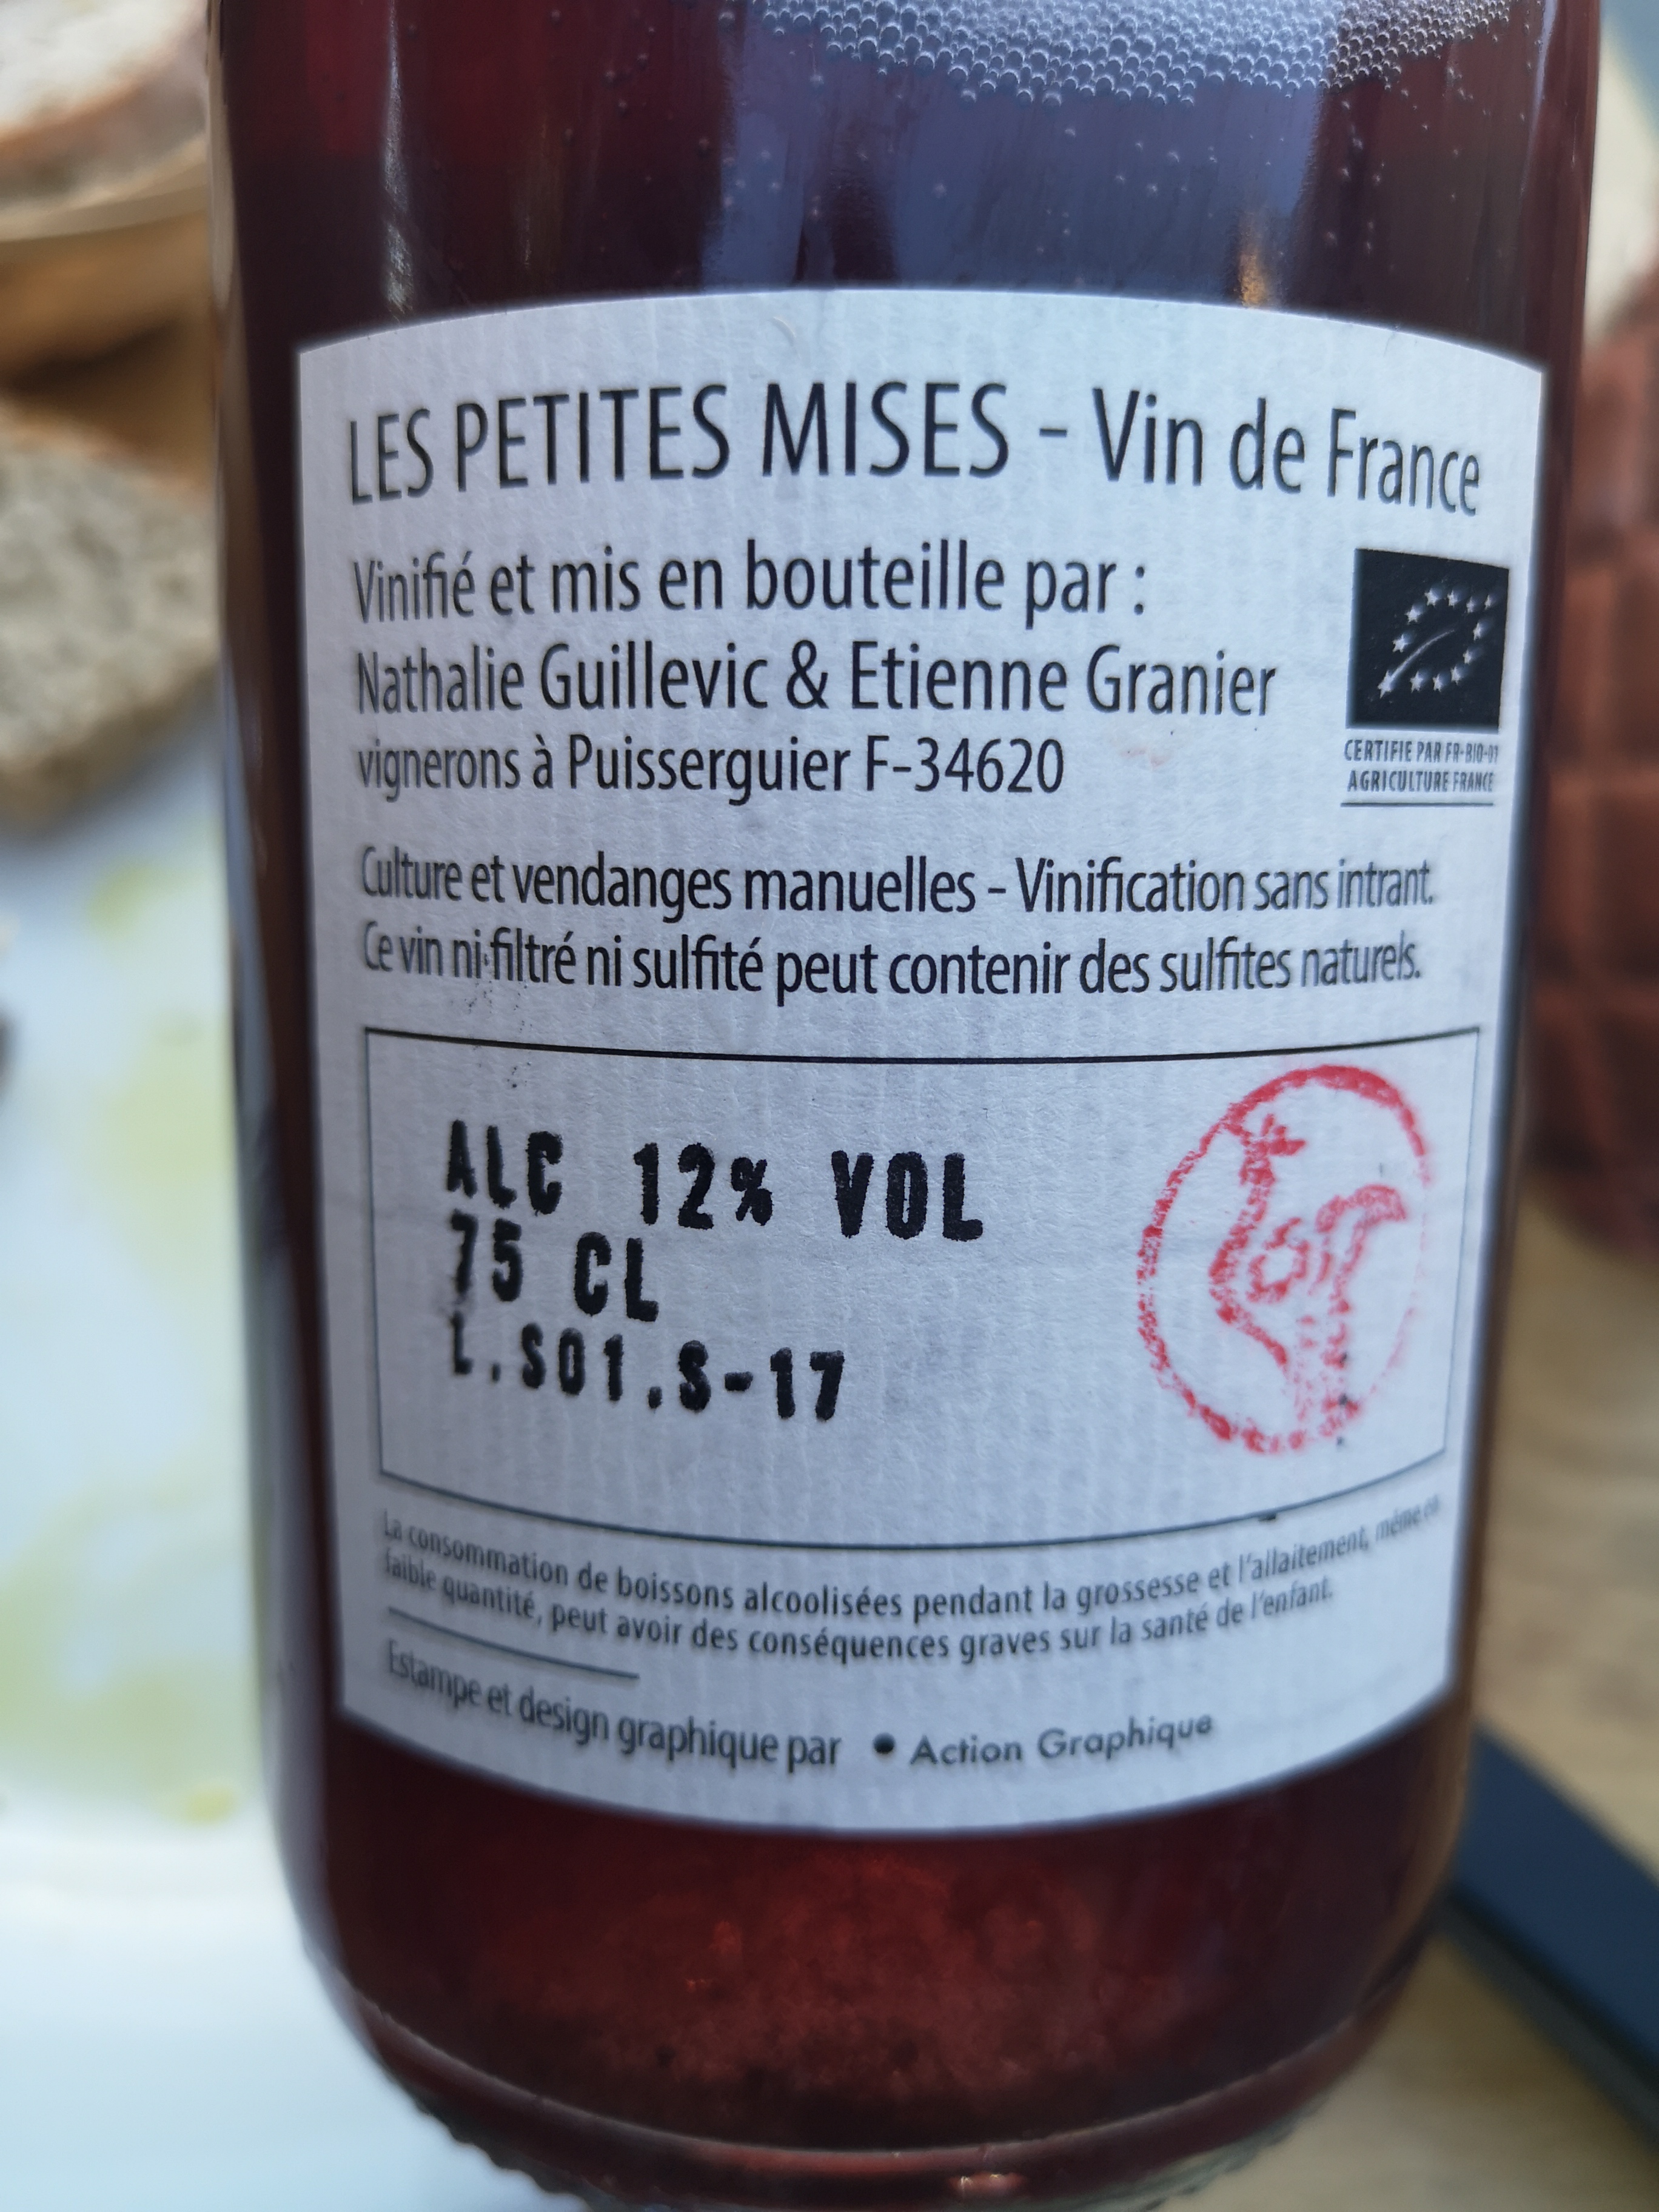 LES PETITES MISES - Vin de France
Vinifié et mis en bouteille par :
Nathalie Guillevic & Etienne Granier
vignerons à Puisserguier F-34620
CERTIFIE PAR FR-BIO-01
AGRICULTURE FRANCE
Culture et vendanges manuelles - Vinification sans intrant.
Ce vin ni filtré ni sulfité peut contenir des sulfites naturels.
ALC 12% VOL
75 CL
L.S01.S-17
La consommation de boissons alcoolisées pendant la grossesse et l'allaitement, même en
faible quantité, peut avoir des conséquences graves sur la santé de l'enfant.
Estampe et design graphique par • Action Graphique